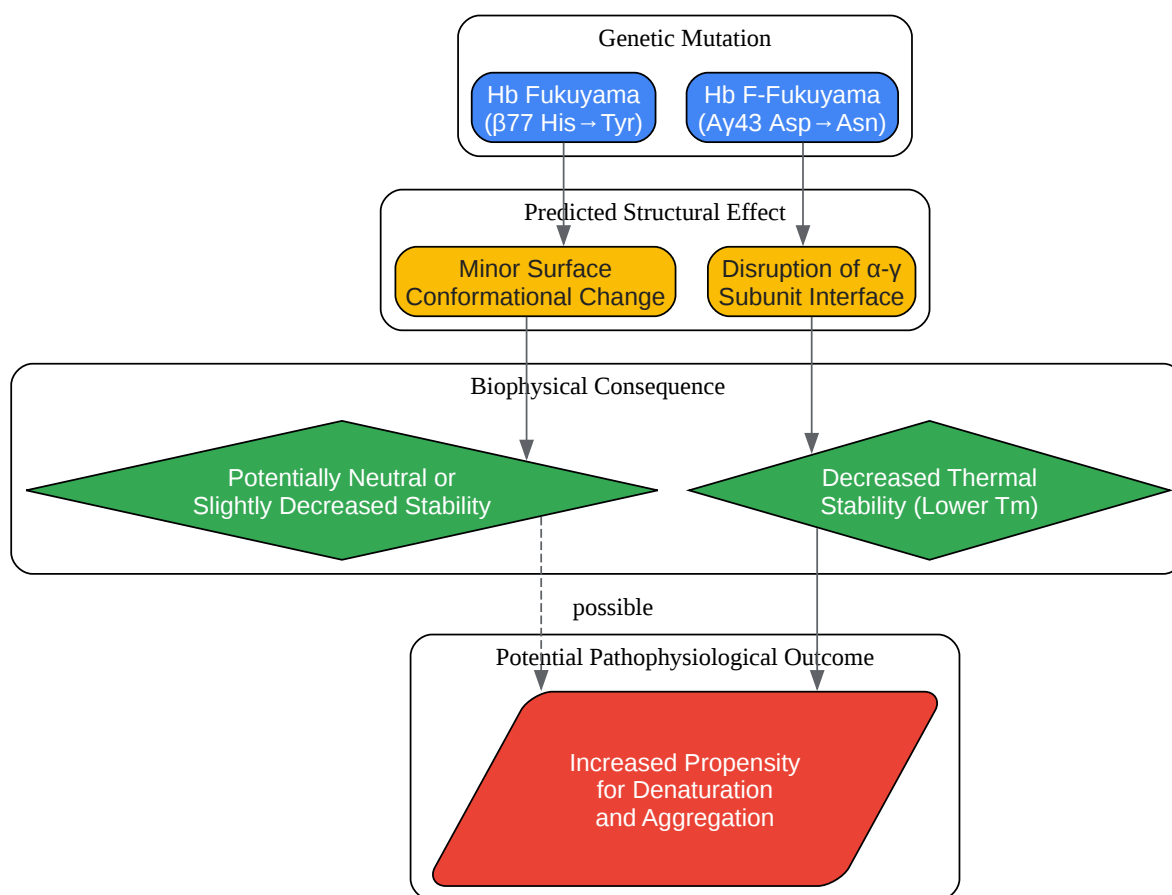 Genetic Mutation
Hb Fukuyama
(β77 His→Tyr)
Hb F-Fukuyama
(Aγ43 Asp→Asn)
Predicted Structural Effect
Minor Surface
Conformational Change
Disruption of α-γ
Subunit Interface
Biophysical Consequence
Potentially Neutral or
Slightly Decreased Stability
Decreased Thermal
Stability (Lower Tm)
possible
Potential Pathophysiological Outcome
Increased Propensity
for Denaturation
and Aggregation